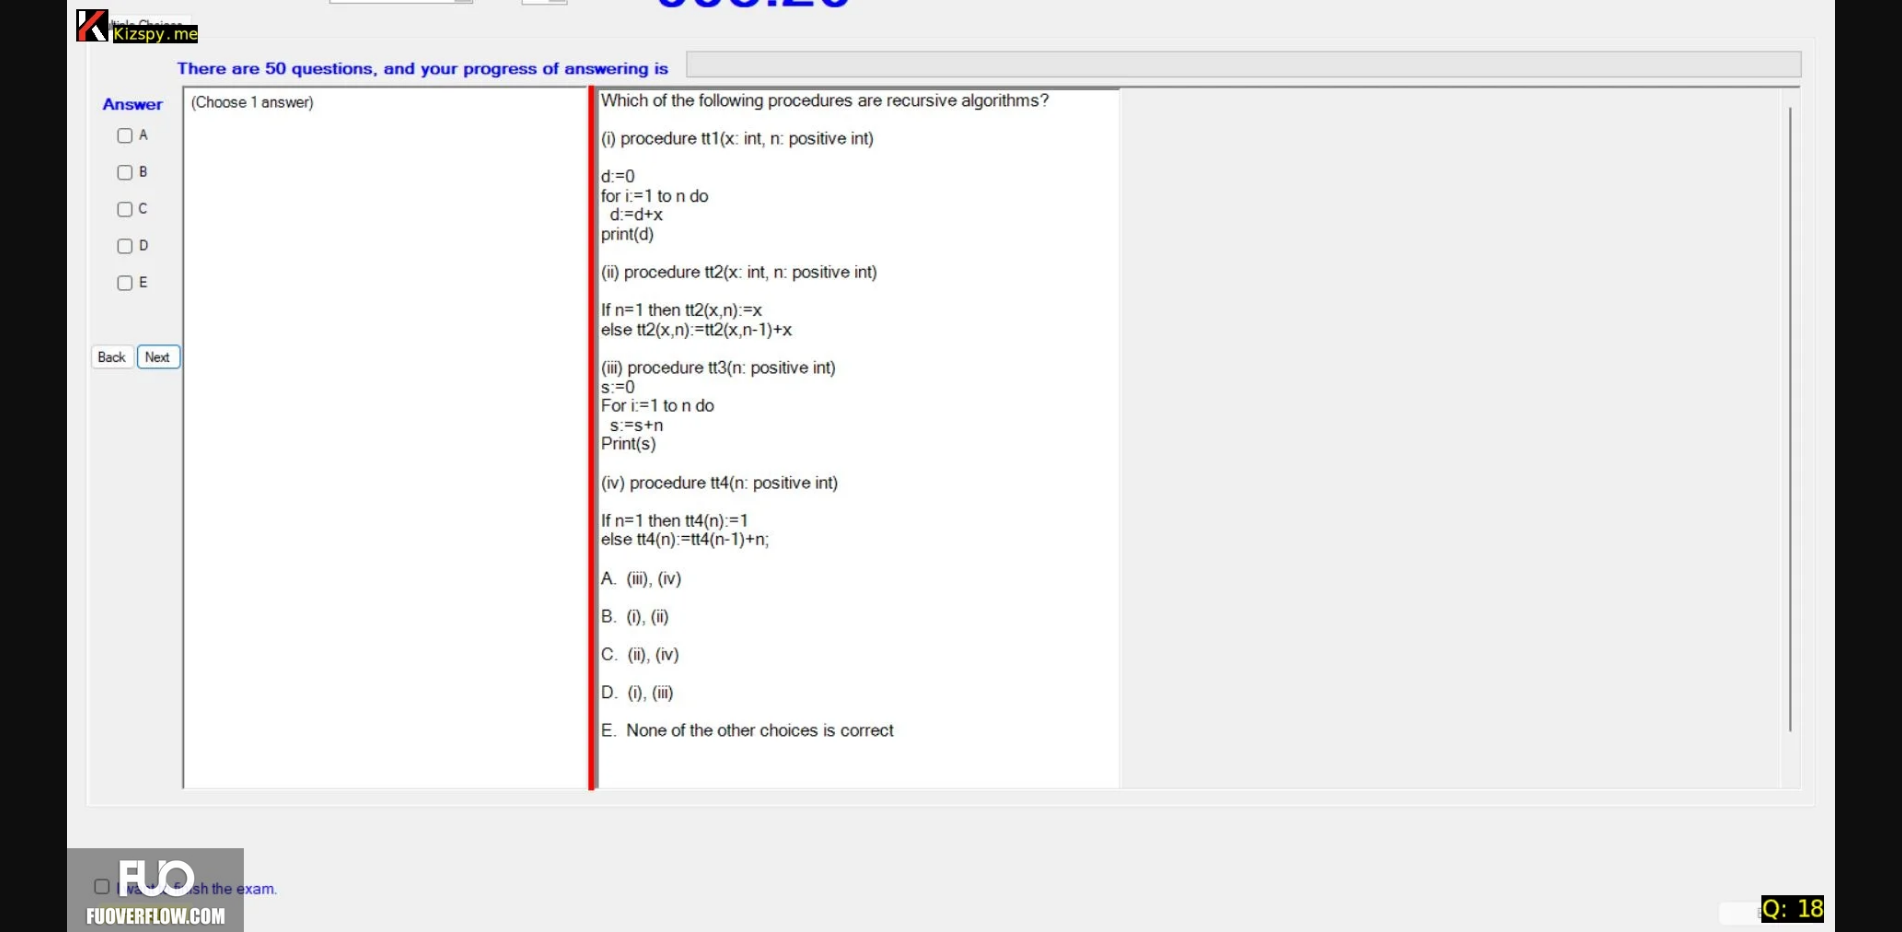 Kizspy.me
There are 50 questions, and your progress of answering is
Answer
(Choose 1 answer)
A
B
C
D
E
Back
Next
Which of the following procedures are recursive algorithms?
(i) procedure tt1(x: int, n: positive int)
d:=0
for i:=1 to n do
d:=d+x
print(d)
(ii) procedure tt2(x: int, n: positive int)
If n=1 then tt2(x,n):=x
else tt2(x,n):=tt2(x,n-1)+x
(iii) procedure tt3(n: positive int)
s:=0
For i:=1 to n do
s:=s+n
Print(s)
(iv) procedure tt4(n: positive int)
If n=1 then tt4(n):=1
else tt4(n):=tt4(n-1)+n;
A. (iii), (iv)
B. (i), (ii)
C. (ii), (iv)
D. (i), (iii)
E. None of the other choices is correct
FUO
the exam.
FUOVERFLOW.COM
Q: 18